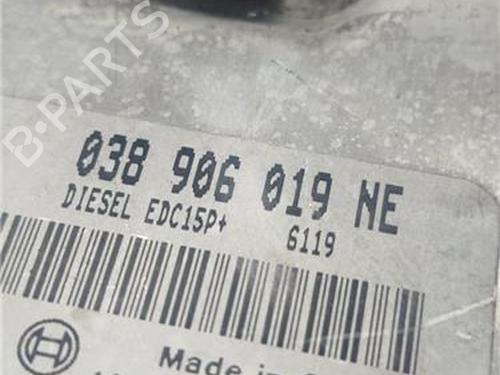 B-PARTS
038 906 019 NE
DIESEL EDC15P+ 6119
Made in